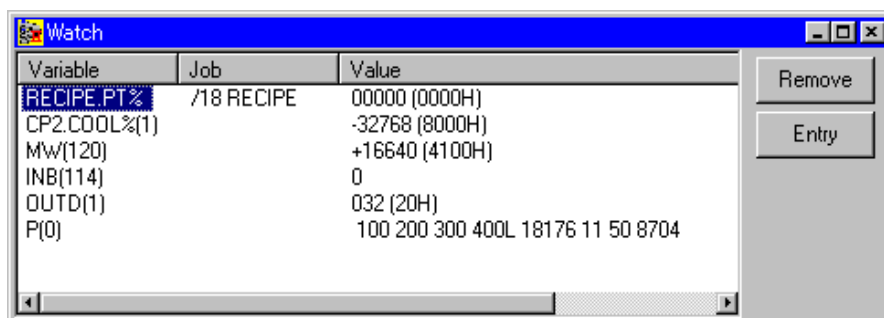 Watch
Variable Job Value
Remove
RECIPE.PT% /18 RECIPE 00000 (0000H)
CP2.COOL%(1) -32768 (8000H)
Entry
MW(120) +16640 (4100H)
INB(114) 0
OUTD(1) 032 (20H)
P(0) 100 200 300 400L 18176 11 50 8704